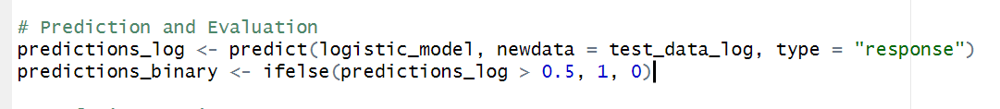 # Prediction and Evaluation
predictions_log <- predict(logistic_model, newdata = test_data_log, type = "response")
predictions_binary <- ifelse(predictions_log > 0.5, 1, 0)